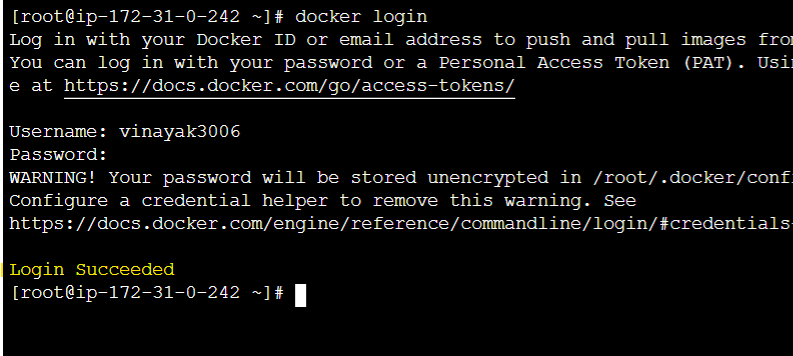 [root@ip-172-31-0-242 ~]# docker login
Log in with your Docker ID or email address to push and pull images from
You can log in with your password or a Personal Access Token (PAT). Usin
e at https://docs.docker.com/go/access-tokens/
Username: vinayak3006
Password:
WARNING! Your password will be stored unencrypted in /root/.docker/confi
Configure a credential helper to remove this warning. See
https://docs.docker.com/engine/reference/commandline/login/#credentials-
Login Succeeded
[root@ip-172-31-0-242 ~]#